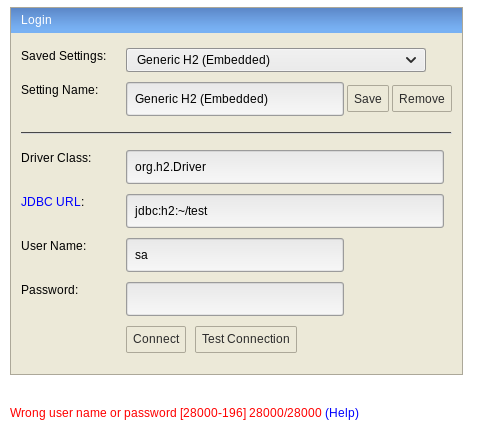 Login
Saved Settings: Generic H2 (Embedded)
Setting Name: Generic H2 (Embedded) Save Remove
Driver Class: org.h2.Driver
JDBC URL: jdbc:h2:~/test
User Name: sa
Password:
Connect Test Connection
Wrong user name or password [28000-196] 28000/28000 (Help)